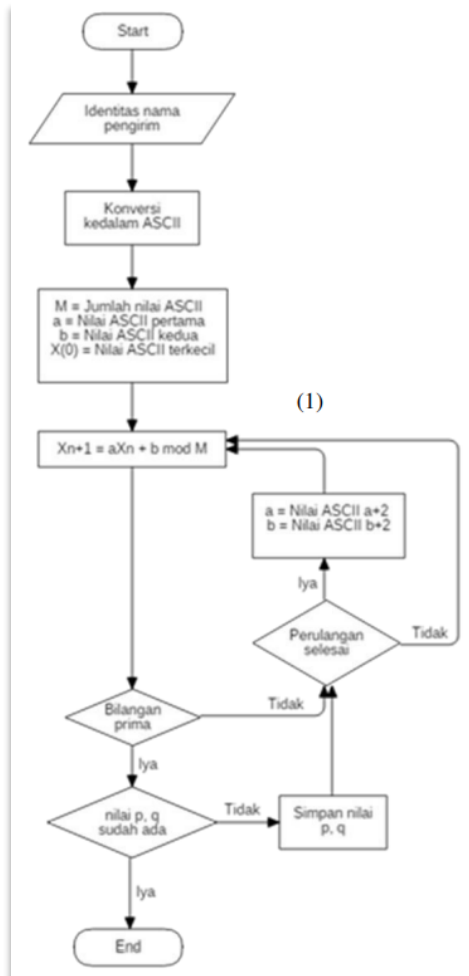 Start
Identitas nama
pengirim
Konversi
kedalam ASCII
M = Jumlah nilai ASCII
a = Nilai ASCII pertama
b = Nilai ASCII kedua
X(0) = Nilai ASCII terkecil
(1)
Xn+1 = aXn + b mod M
a = Nilai ASCII a+2
b = Nilai ASCII b+2
Iya
Perulangan
selesai
Tidak
Bilangan
prima
Tidak
Iya
nilai p, q
sudah ada
Tidak
Simpan nilai
p, q
Iya
End